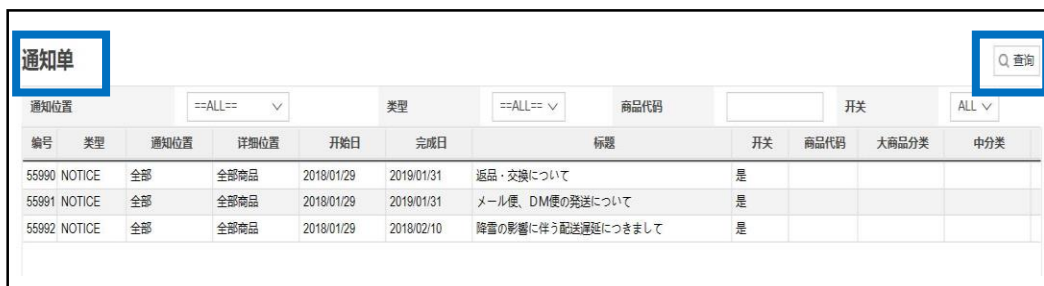 通知单
查询
通知位置 ==ALL== 类型 ==ALL== 商品代码 开关 ALL
编号 类型 通知位置 详细位置 开始日 完成日 标题 开关 商品代码 大商品分类 中分类
55990 NOTICE 全部 全部商品 2018/01/29 2019/01/31 返品・交換について 是
55991 NOTICE 全部 全部商品 2018/01/29 2019/01/31 メール便、DM便の発送について 是
55992 NOTICE 全部 全部商品 2018/01/29 2018/02/10 降雪の影響に伴う配送遅延につきまして 是